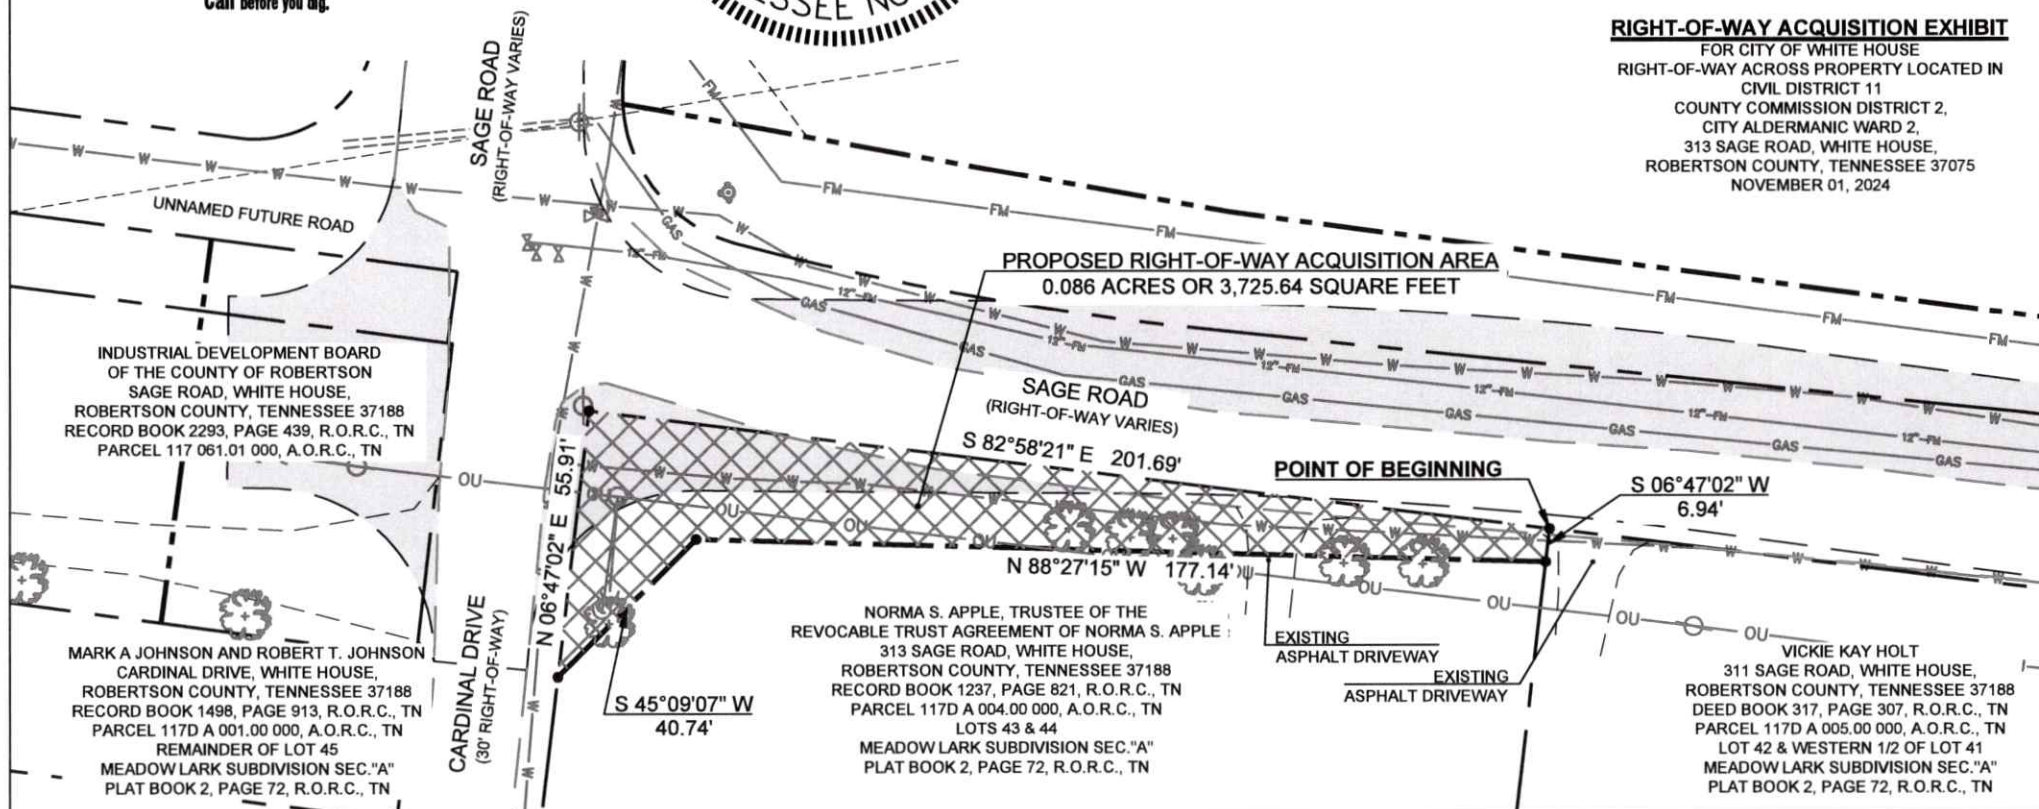 Call before you dig.
ESSEE NO
RIGHT-OF-WAY ACQUISITION EXHIBIT
FOR CITY OF WHITE HOUSE
RIGHT-OF-WAY ACROSS PROPERTY LOCATED IN
CIVIL DISTRICT 11
COUNTY COMMISSION DISTRICT 2,
CITY ALDERMANIC WARD 2,
313 SAGE ROAD, WHITE HOUSE,
ROBERTSON COUNTY, TENNESSEE 37075
NOVEMBER 01, 2024
SAGE ROAD
(RIGHT-OF-WAY VARIES)
UNNAMED FUTURE ROAD
PROPOSED RIGHT-OF-WAY ACQUISITION AREA
0.086 ACRES OR 3,725.64 SQUARE FEET
INDUSTRIAL DEVELOPMENT BOARD
OF THE COUNTY OF ROBERTSON
SAGE ROAD, WHITE HOUSE,
ROBERTSON COUNTY, TENNESSEE 37188
RECORD BOOK 2293, PAGE 439, R.O.R.C., TN
PARCEL 117 061.01 000, A.O.R.C., TN
SAGE ROAD
(RIGHT-OF-WAY VARIES)
S 82°58'21" E 201.69'
POINT OF BEGINNING
S 06°47'02" W
6.94'
N 06°47'02" E 55.91'
N 88°27'15" W 177.14'
S 45°09'07" W
40.74'
CARDINAL DRIVE
(30' RIGHT-OF-WAY)
MARK A JOHNSON AND ROBERT T. JOHNSON
CARDINAL DRIVE, WHITE HOUSE,
ROBERTSON COUNTY, TENNESSEE 37188
RECORD BOOK 1498, PAGE 913, R.O.R.C., TN
PARCEL 117D A 001.00 000, A.O.R.C., TN
REMAINDER OF LOT 45
MEADOW LARK SUBDIVISION SEC."A"
PLAT BOOK 2, PAGE 72, R.O.R.C., TN
NORMA S. APPLE, TRUSTEE OF THE
REVOCABLE TRUST AGREEMENT OF NORMA S. APPLE
313 SAGE ROAD, WHITE HOUSE,
ROBERTSON COUNTY, TENNESSEE 37188
RECORD BOOK 1237, PAGE 821, R.O.R.C., TN
PARCEL 117D A 004.00 000, A.O.R.C., TN
LOTS 43 & 44
MEADOW LARK SUBDIVISION SEC."A"
PLAT BOOK 2, PAGE 72, R.O.R.C., TN
EXISTING
ASPHALT DRIVEWAY
EXISTING
ASPHALT DRIVEWAY
VICKIE KAY HOLT
311 SAGE ROAD, WHITE HOUSE,
ROBERTSON COUNTY, TENNESSEE 37188
DEED BOOK 317, PAGE 307, R.O.R.C., TN
PARCEL 117D A 005.00 000, A.O.R.C., TN
LOT 42 & WESTERN 1/2 OF LOT 41
MEADOW LARK SUBDIVISION SEC."A"
PLAT BOOK 2, PAGE 72, R.O.R.C., TN
W
FM
12"-FM
GAS
OU